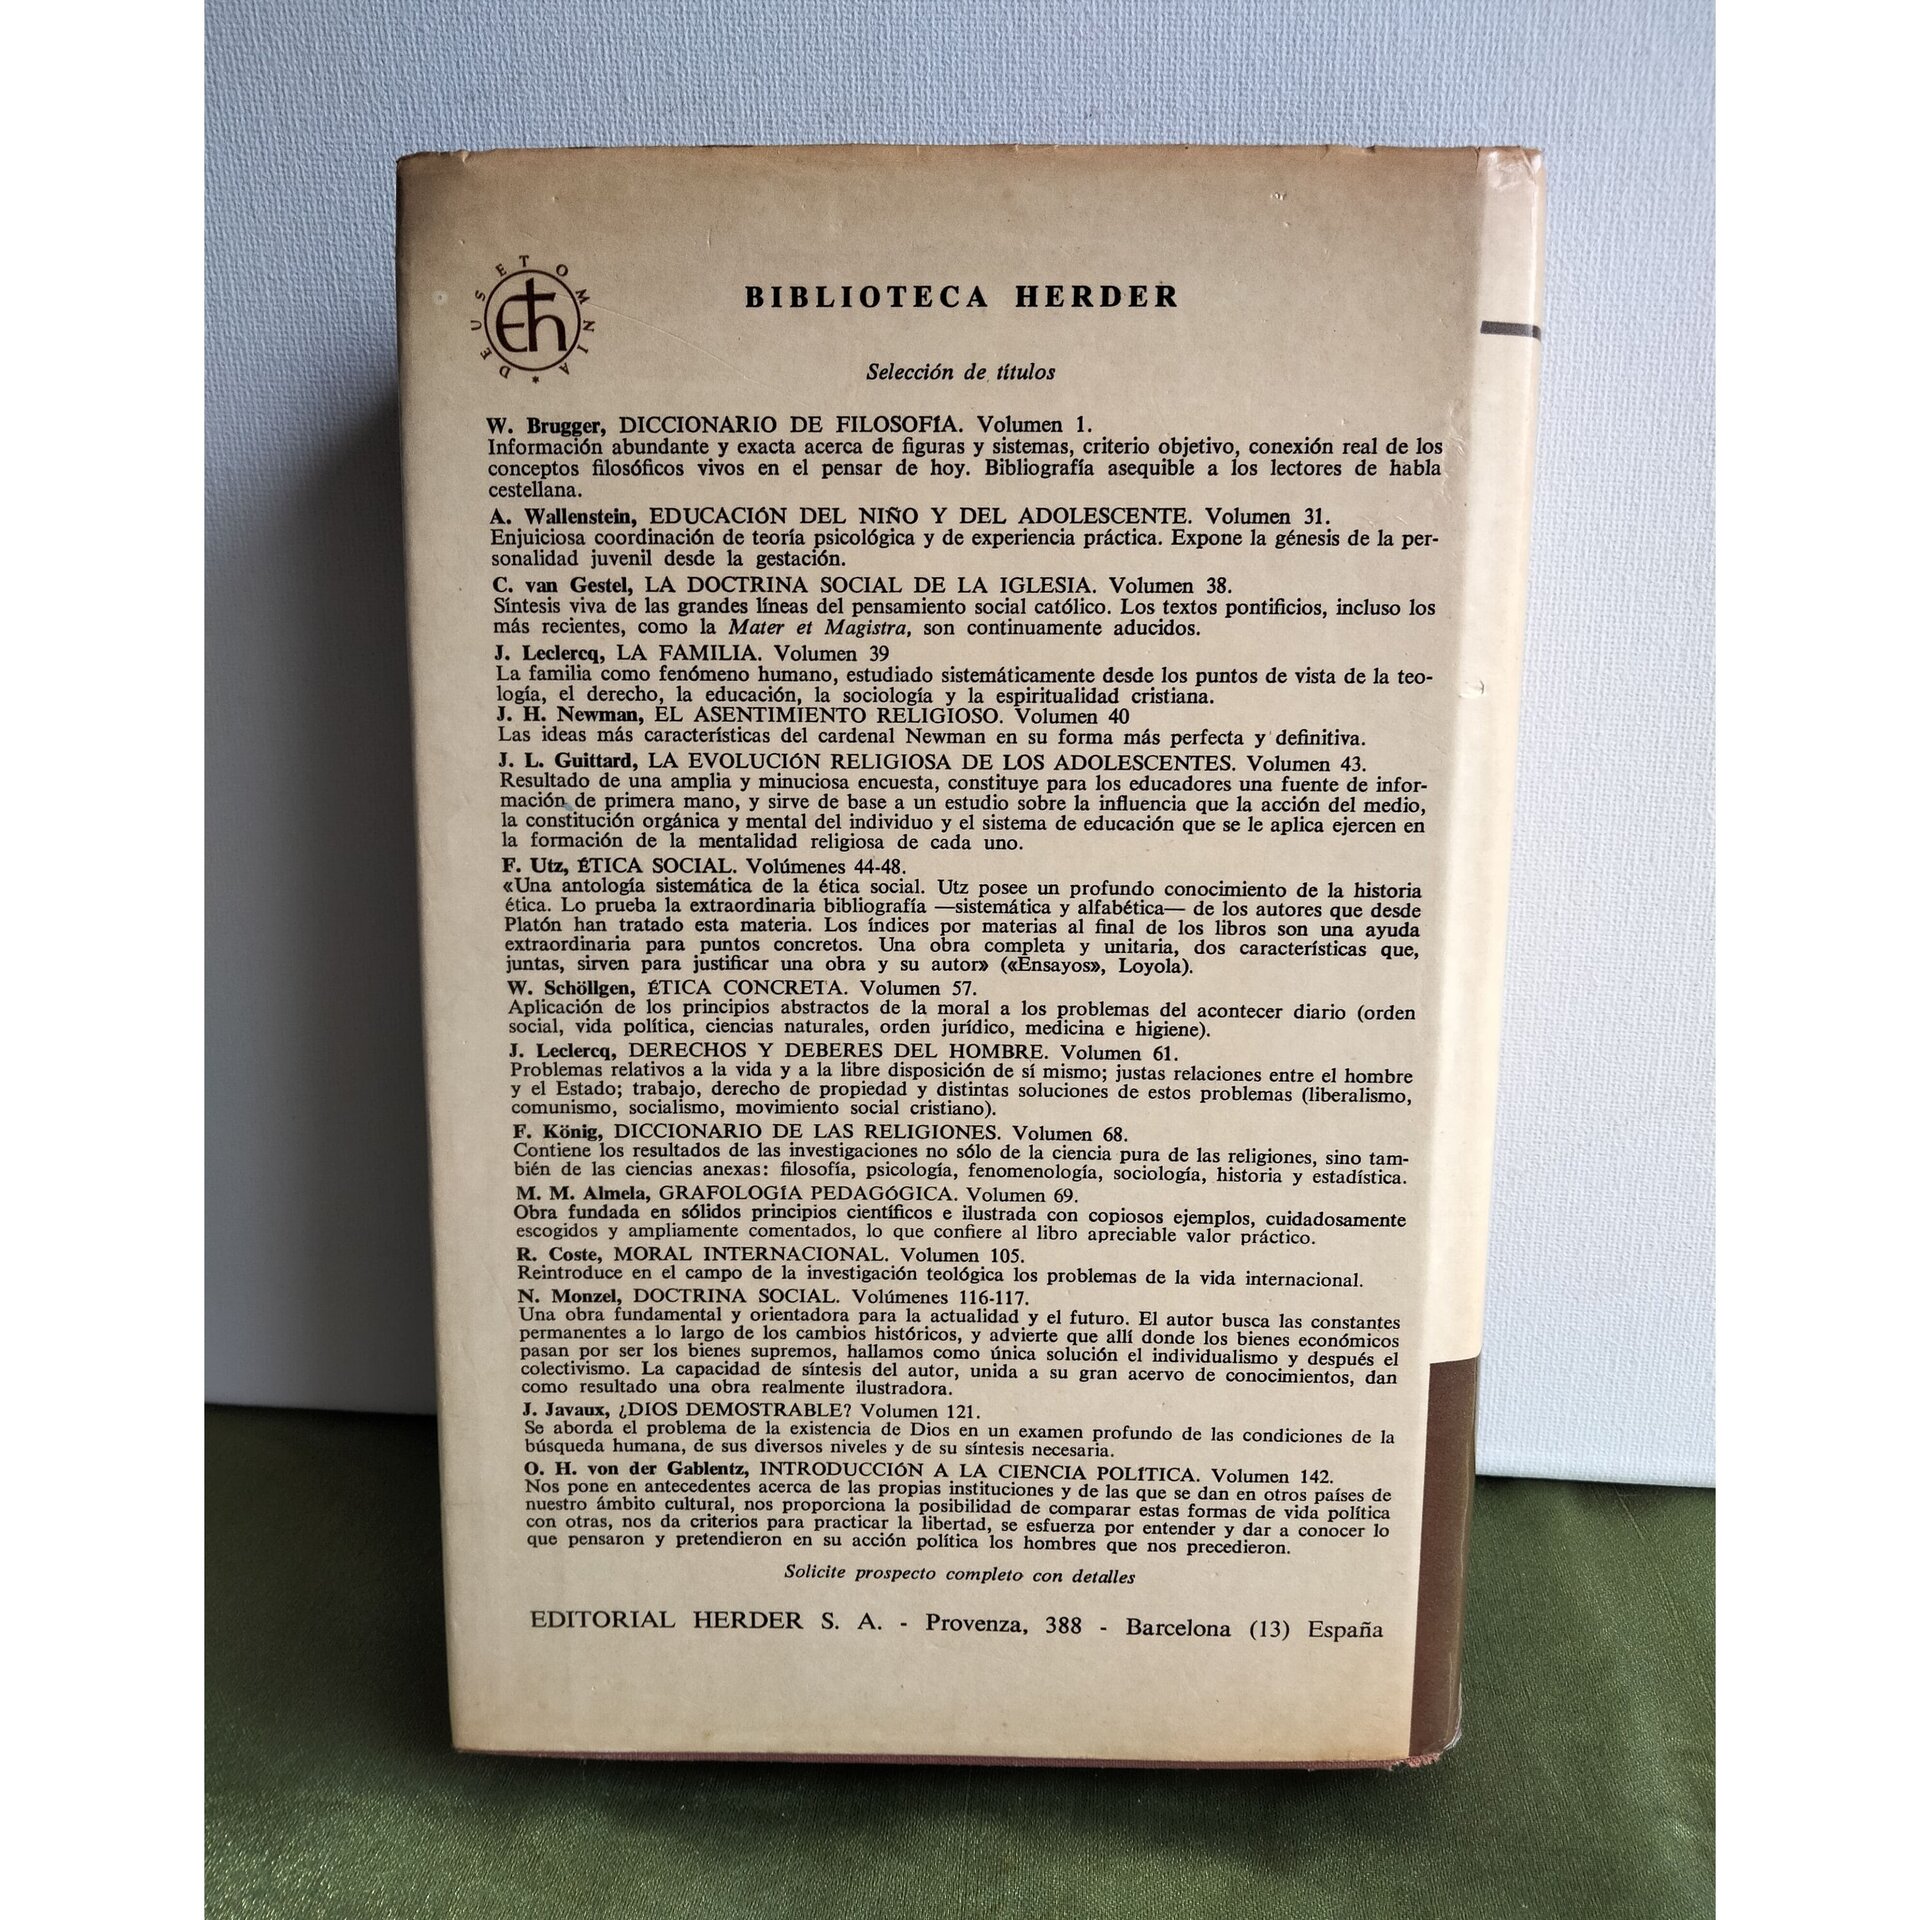 DEUS ET OMNIA
Eh
BIBLIOTECA HERDER
Selección de títulos
W. Brugger, DICCIONARIO DE FILOSOFÍA. Volumen 1.
Información abundante y exacta acerca de figuras y sistemas, criterio objetivo, conexión real de los
conceptos filosóficos vivos en el pensar de hoy. Bibliografía asequible a los lectores de habla
cestellana.
A. Wallenstein, EDUCACIÓN DEL NIÑO Y DEL ADOLESCENTE. Volumen 31.
Enjuiciosa coordinación de teoría psicológica y de experiencia práctica. Expone la génesis de la per-
sonalidad juvenil desde la gestación.
C. van Gestel, LA DOCTRINA SOCIAL DE LA IGLESIA. Volumen 38.
Síntesis viva de las grandes líneas del pensamiento social católico. Los textos pontificios, incluso los
más recientes, como la Mater et Magistra, son continuamente aducidos.
J. Leclercq, LA FAMILIA. Volumen 39
La familia como fenómeno humano, estudiado sistemáticamente desde los puntos de vista de la teo-
logía, el derecho, la educación, la sociología y la espiritualidad cristiana.
J. H. Newman, EL ASENTIMIENTO RELIGIOSO. Volumen 40
Las ideas más características del cardenal Newman en su forma más perfecta y definitiva.
J. L. Guittard, LA EVOLUCIÓN RELIGIOSA DE LOS ADOLESCENTES. Volumen 43.
Resultado de una amplia y minuciosa encuesta, constituye para los educadores una fuente de infor-
mación de primera mano, y sirve de base a un estudio sobre la influencia que la acción del medio,
la constitución orgánica y mental del individuo y el sistema de educación que se le aplica ejercen en
la formación de la mentalidad religiosa de cada uno.
F. Utz, ÉTICA SOCIAL. Volúmenes 44-48.
«Una antología sistemática de la ética social. Utz posee un profundo conocimiento de la historia
ética. Lo prueba la extraordinaria bibliografía —sistemática y alfabética— de los autores que desde
Platón han tratado esta materia. Los índices por materias al final de los libros son una ayuda
extraordinaria para puntos concretos. Una obra completa y unitaria, dos características que,
juntas, sirven para justificar una obra y su autor» («Ensayos», Loyola).
W. Schöllgen, ÉTICA CONCRETA. Volumen 57.
Aplicación de los principios abstractos de la moral a los problemas del acontecer diario (orden
social, vida política, ciencias naturales, orden jurídico, medicina e higiene).
J. Leclercq, DERECHOS Y DEBERES DEL HOMBRE. Volumen 61.
Problemas relativos a la vida y a la libre disposición de sí mismo; justas relaciones entre el hombre
y el Estado; trabajo, derecho de propiedad y distintas soluciones de estos problemas (liberalismo,
comunismo, socialismo, movimiento social cristiano).
F. König, DICCIONARIO DE LAS RELIGIONES. Volumen 68.
Contiene los resultados de las investigaciones no sólo de la ciencia pura de las religiones, sino tam-
bién de las ciencias anexas: filosofía, psicología, fenomenología, sociología, historia y estadística.
M. M. Almela, GRAFOLOGÍA PEDAGÓGICA. Volumen 69.
Obra fundada en sólidos principios científicos e ilustrada con copiosos ejemplos, cuidadosamente
escogidos y ampliamente comentados, lo que confiere al libro apreciable valor práctico.
R. Coste, MORAL INTERNACIONAL. Volumen 105.
Reintroduce en el campo de la investigación teológica los problemas de la vida internacional.
N. Monzel, DOCTRINA SOCIAL. Volúmenes 116-117.
Una obra fundamental y orientadora para la actualidad y el futuro. El autor busca las constantes
permanentes a lo largo de los cambios históricos, y advierte que allí donde los bienes económicos
pasan por ser los bienes supremos, hallamos como única solución el individualismo y después el
colectivismo. La capacidad de síntesis del autor, unida a su gran acervo de conocimientos, dan
como resultado una obra realmente ilustradora.
J. Javaux, ¿DIOS DEMOSTRABLE? Volumen 121.
Se aborda el problema de la existencia de Dios en un examen profundo de las condiciones de la
búsqueda humana, de sus diversos niveles y de su síntesis necesaria.
O. H. von der Gablentz, INTRODUCCIÓN A LA CIENCIA POLÍTICA. Volumen 142.
Nos pone en antecedentes acerca de las propias instituciones y de las que se dan en otros países de
nuestro ámbito cultural, nos proporciona la posibilidad de comparar estas formas de vida política
con otras, nos da criterios para practicar la libertad, se esfuerza por entender y dar a conocer lo
que pensaron y pretendieron en su acción política los hombres que nos precedieron.
Solicite prospecto completo con detalles
EDITORIAL HERDER S. A. - Provenza, 388 - Barcelona (13) España